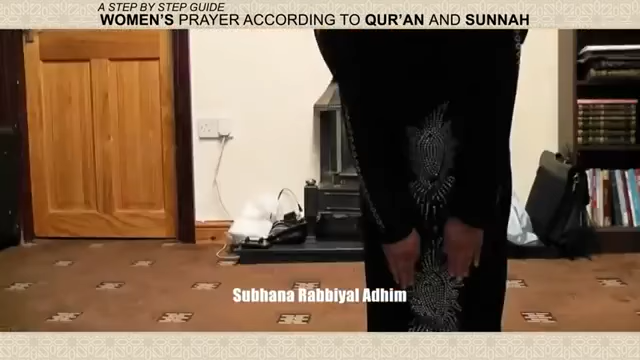 A STEP BY STEP GUIDE
WOMEN'S PRAYER ACCORDING TO QUR'AN AND SUNNAH
Subhana Rabbiyal Adhim